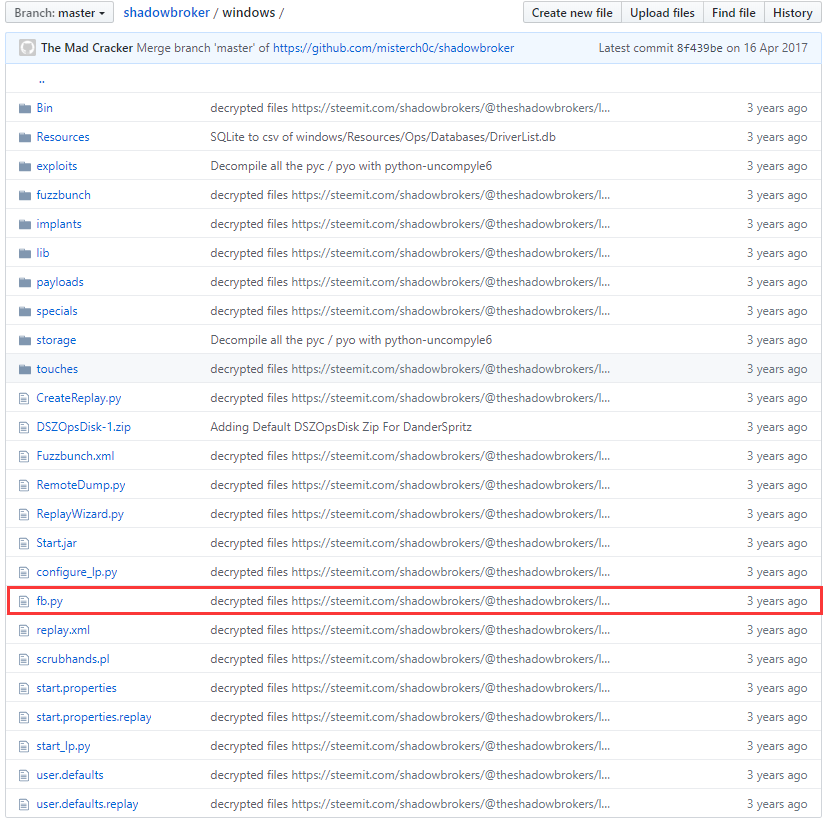 Branch: master shadowbroker / windows / Create new file Upload files Find file History
The Mad Cracker Merge branch 'master' of https://github.com/misterch0c/shadowbroker Latest commit 8f439be on 16 Apr 2017
..
Bin decrypted files https://steemit.com/shadowbrokers/@theshadowbrokers/l... 3 years ago
Resources SQLite to csv of windows/Resources/Ops/Databases/DriverList.db 3 years ago
exploits Decompile all the pyc / pyo with python-uncompyle6 3 years ago
fuzzbunch decrypted files https://steemit.com/shadowbrokers/@theshadowbrokers/l... 3 years ago
implants decrypted files https://steemit.com/shadowbrokers/@theshadowbrokers/l... 3 years ago
lib decrypted files https://steemit.com/shadowbrokers/@theshadowbrokers/l... 3 years ago
payloads decrypted files https://steemit.com/shadowbrokers/@theshadowbrokers/l... 3 years ago
specials decrypted files https://steemit.com/shadowbrokers/@theshadowbrokers/l... 3 years ago
storage Decompile all the pyc / pyo with python-uncompyle6 3 years ago
touches decrypted files https://steemit.com/shadowbrokers/@theshadowbrokers/l... 3 years ago
CreateReplay.py decrypted files https://steemit.com/shadowbrokers/@theshadowbrokers/l... 3 years ago
DSZOpsDisk-1.zip Adding Default DSZOpsDisk Zip For DanderSpritz 3 years ago
Fuzzbunch.xml decrypted files https://steemit.com/shadowbrokers/@theshadowbrokers/l... 3 years ago
RemoteDump.py decrypted files https://steemit.com/shadowbrokers/@theshadowbrokers/l... 3 years ago
ReplayWizard.py decrypted files https://steemit.com/shadowbrokers/@theshadowbrokers/l... 3 years ago
Start.jar decrypted files https://steemit.com/shadowbrokers/@theshadowbrokers/l... 3 years ago
configure_lp.py decrypted files https://steemit.com/shadowbrokers/@theshadowbrokers/l... 3 years ago
fb.py decrypted files https://steemit.com/shadowbrokers/@theshadowbrokers/l... 3 years ago
replay.xml decrypted files https://steemit.com/shadowbrokers/@theshadowbrokers/l... 3 years ago
scrubhands.pl decrypted files https://steemit.com/shadowbrokers/@theshadowbrokers/l... 3 years ago
start.properties decrypted files https://steemit.com/shadowbrokers/@theshadowbrokers/l... 3 years ago
start.properties.replay decrypted files https://steemit.com/shadowbrokers/@theshadowbrokers/l... 3 years ago
start_lp.py decrypted files https://steemit.com/shadowbrokers/@theshadowbrokers/l... 3 years ago
user.defaults decrypted files https://steemit.com/shadowbrokers/@theshadowbrokers/l... 3 years ago
user.defaults.replay decrypted files https://steemit.com/shadowbrokers/@theshadowbrokers/l... 3 years ago